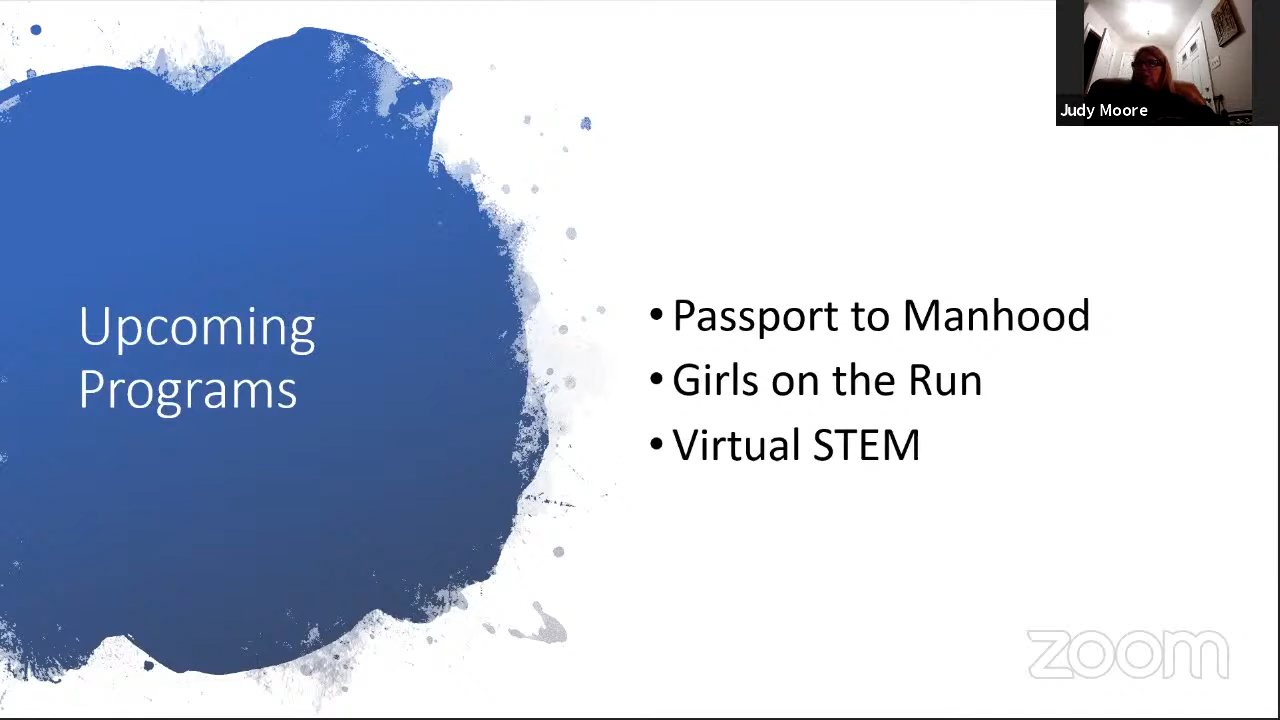 Judy Moore
Upcoming
Programs
• Passport to Manhood
• Girls on the Run
• Virtual STEM
zoom